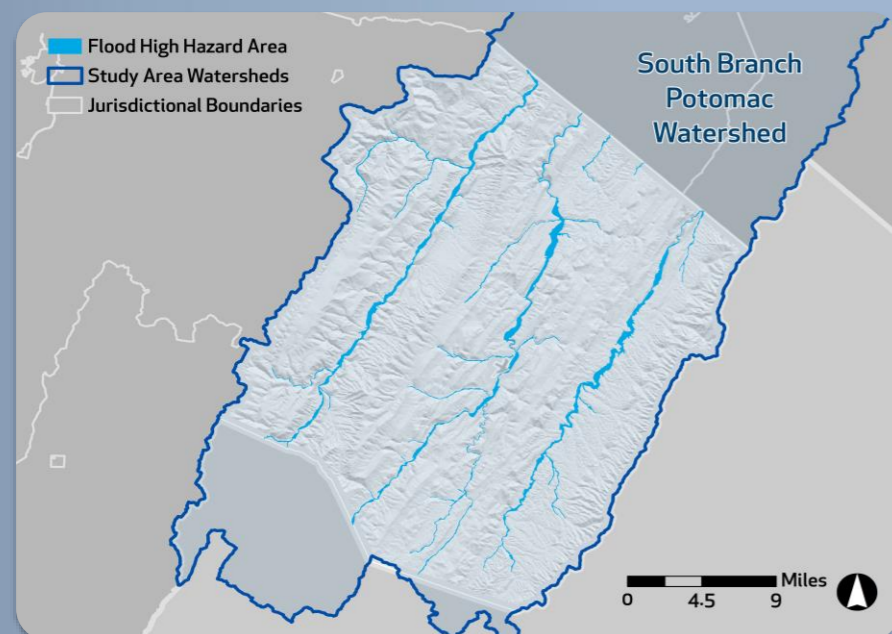 Flood High Hazard Area
Study Area Watersheds
Jurisdictional Boundaries
South Branch
Potomac
Watershed
Miles
0 4.5 9